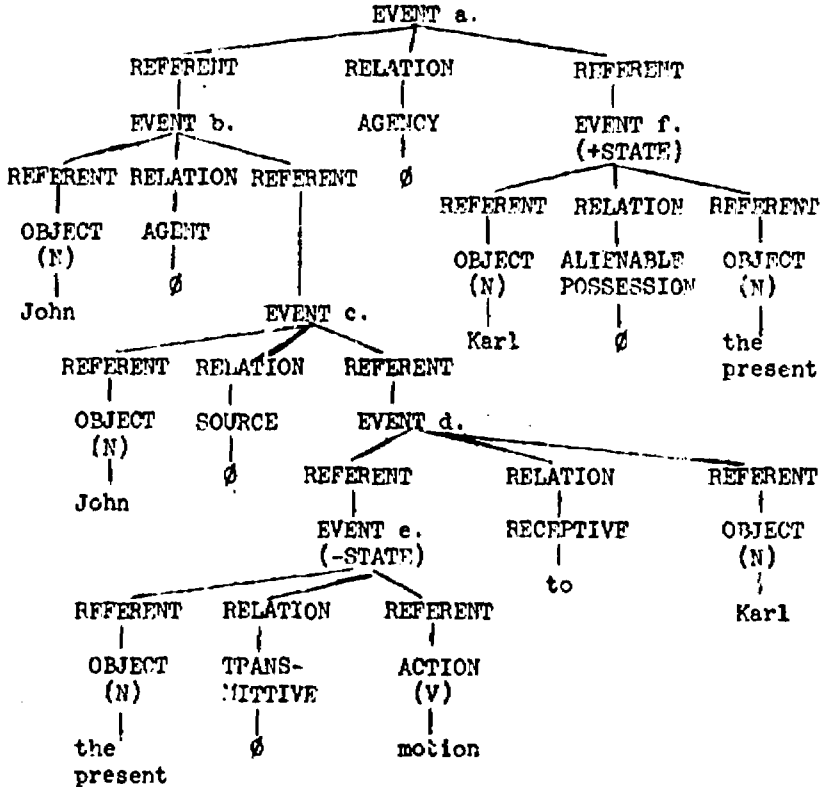 EVENT a.
REFERENT RELATION REFERENT
EVENT b. AGENCY EVENT f.
(+STATE)
REFERENT RELATION REFERENT Ø
REFERENT RELATION REFERENT
OBJECT AGENT
(N)
OBJECT ALIENABLE OBJECT
(N) POSSESSION (N)
John Ø
EVENT c.
Karl Ø the
present
REFERENT RELATION REFERENT
OBJECT SOURCE EVENT d.
(N)
John Ø
REFERENT RELATION REFERENT
EVENT e. RECEPTIVE OBJECT
(-STATE) (N)
to
Karl
REFERENT RELATION REFERENT
OBJECT TRANS- ACTION
(N) MITTIVE (V)
the Ø motion
present